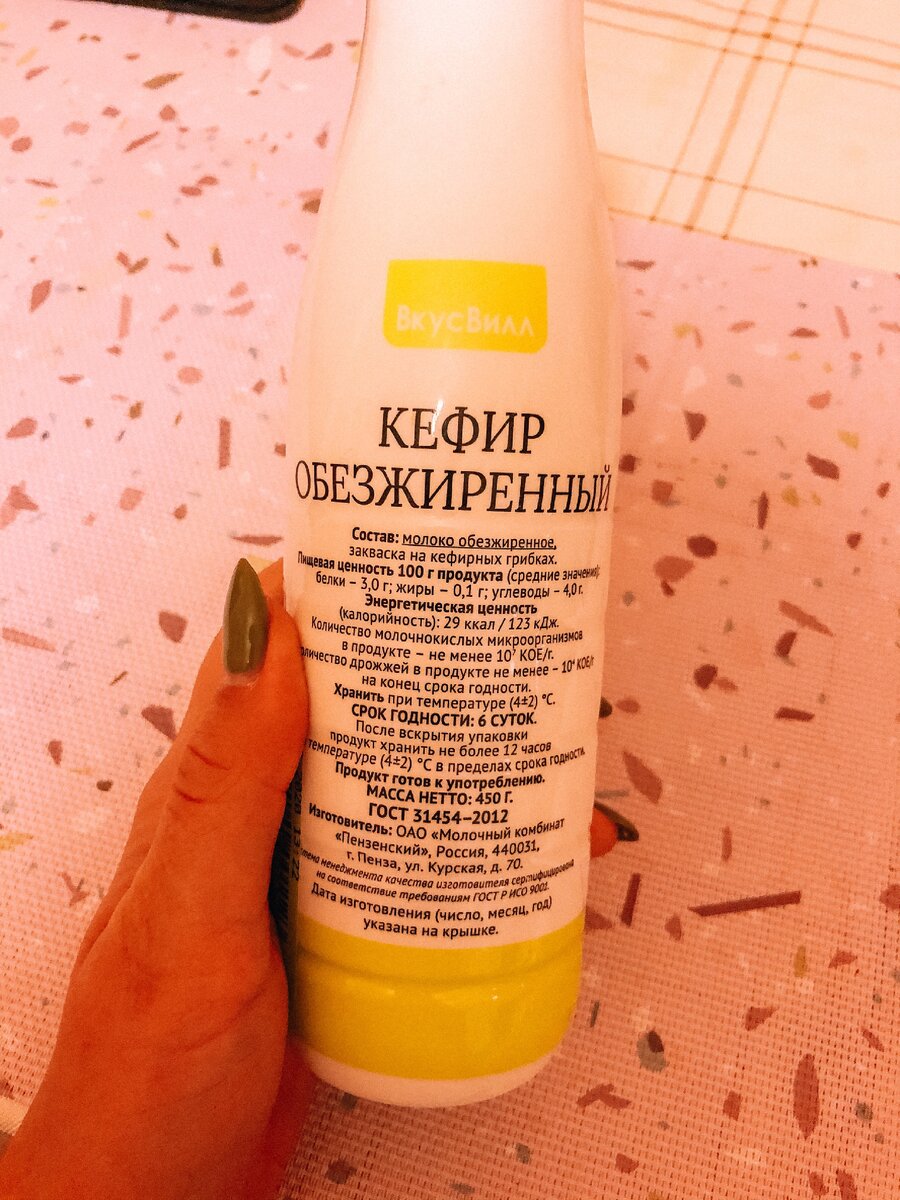 ВкусВилл
КЕФИР
ОБЕЗЖИРЕННЫЙ
Состав: молоко обезжиренное,
закваска на кефирных грибках.
Пищевая ценность 100 г продукта (средние значения):
белки – 3,0 г; жиры – 0,1 г; углеводы – 4,0 г.
Энергетическая ценность
(калорийность): 29 ккал / 123 кДж.
Количество молочнокислых микроорганизмов
в продукте – не менее 10⁷ КОЕ/г.
дрожжей в продукте не менее – 10⁴ КОЕ/г
на конец срока годности.
Хранить при температуре (4±2) °С.
СРОК ГОДНОСТИ: 6 СУТОК.
После вскрытия упаковки
продукт хранить не более 12 часов
температуре (4±2) °С в пределах срока годности.
Продукт готов к употреблению.
МАССА НЕТТО: 450 Г.
ГОСТ 31454–2012
Изготовитель: ОАО «Молочный комбинат
«Пензенский», Россия, 440031,
г. Пенза, ул. Курская, д. 70.
менеджмента качества изготовителя сертифицирована
на соответствие требованиям ГОСТ Р ИСО 9001.
Дата изготовления (число, месяц, год)
указана на крышке.